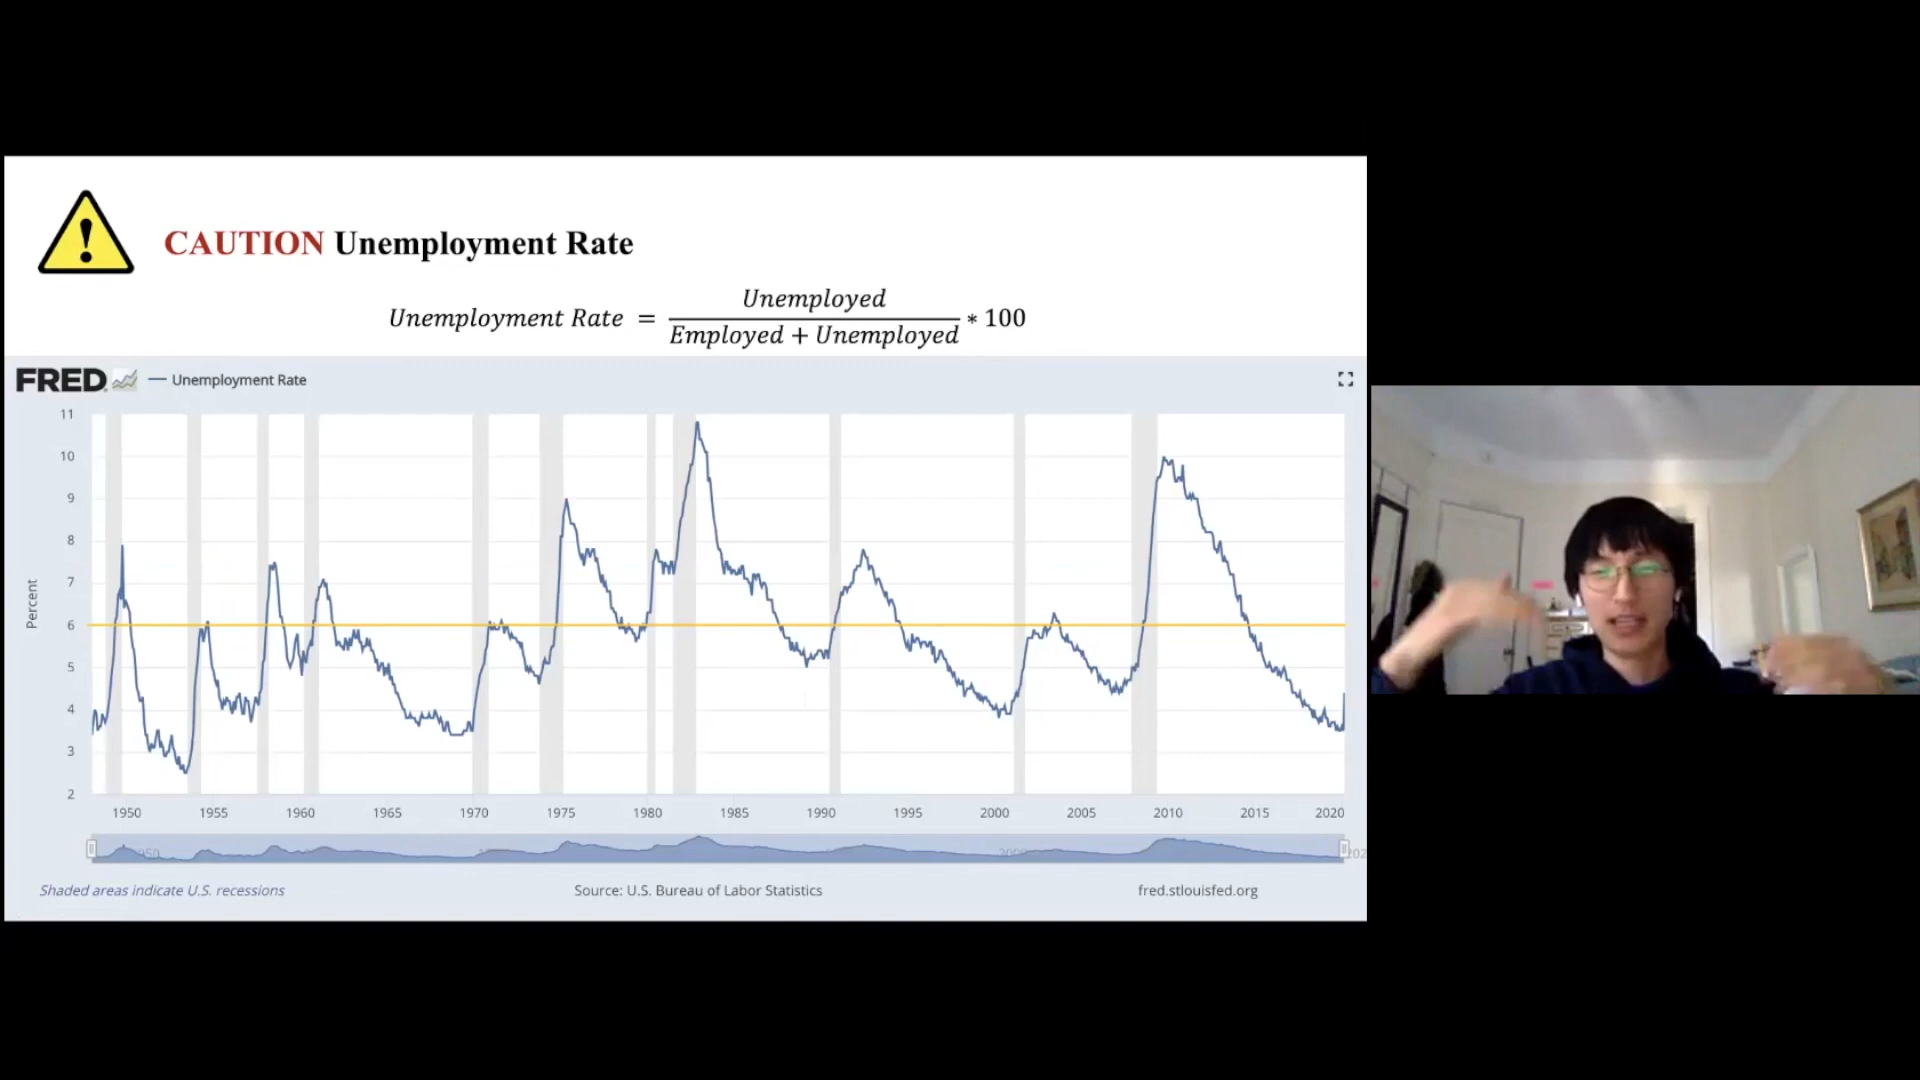 CAUTION Unemployment Rate
Unemployment Rate = Unemployed / Employed + Unemployed * 100
FRED Unemployment Rate
Percent
11
10
9
8
7
6
5
4
3
2
1950 1955 1960 1965 1970 1975 1980 1985 1990 1995 2000 2005 2010 2015 2020
Shaded areas indicate U.S. recessions
Source: U.S. Bureau of Labor Statistics
fred.stlouisfed.org